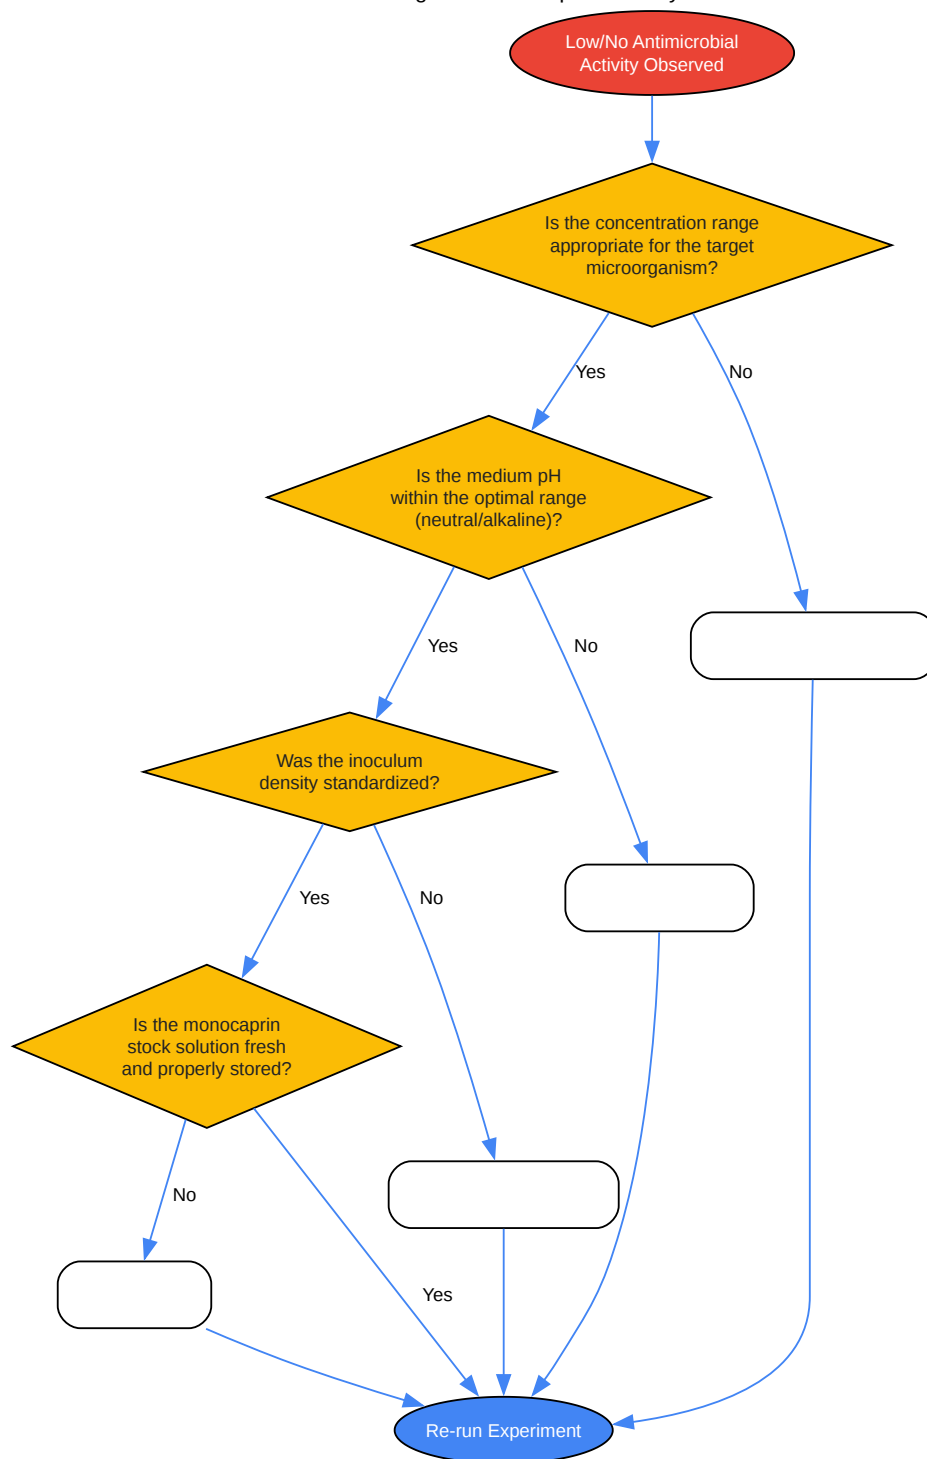 Low/No Antimicrobial
Activity Observed
Is the concentration range
appropriate for the target
microorganism?
Yes
No
Is the medium pH
within the optimal range
(neutral/alkaline)?
Yes
No
Was the inoculum
density standardized?
Yes
No
Is the monocaprin
stock solution fresh
and properly stored?
No
Yes
Re-run Experiment